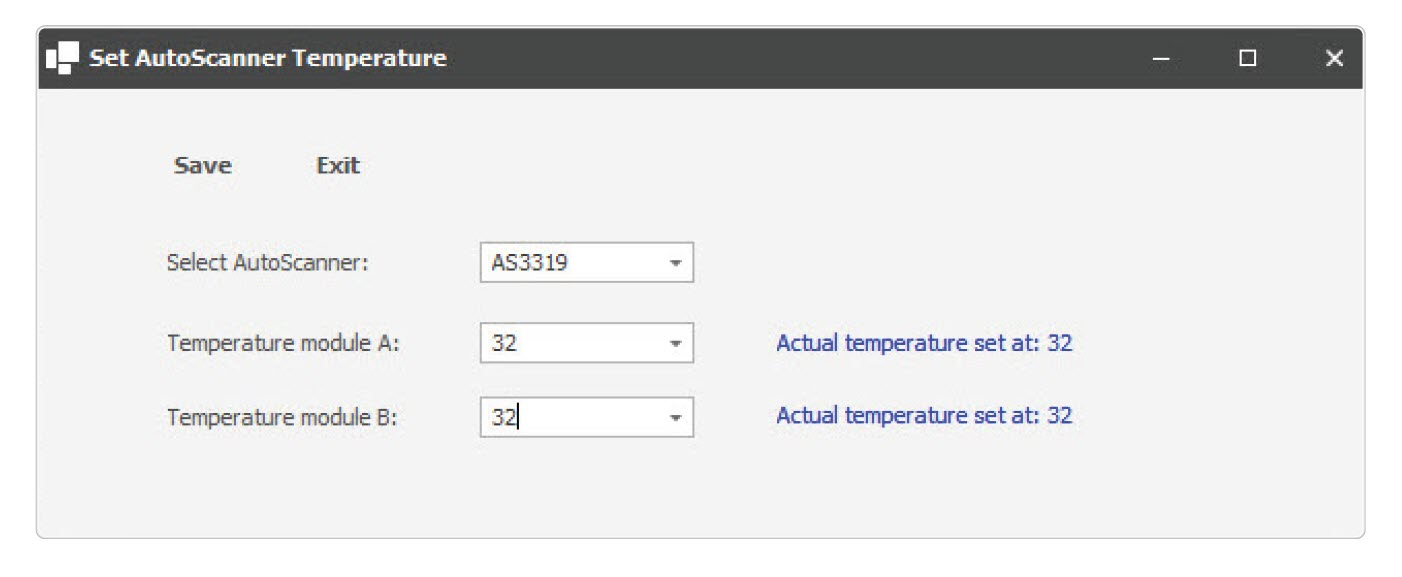 Set AutoScanner Temperature
Save Exit
Select AutoScanner: AS3319
Temperature module A: 32 Actual temperature set at: 32
Temperature module B: 32 Actual temperature set at: 32